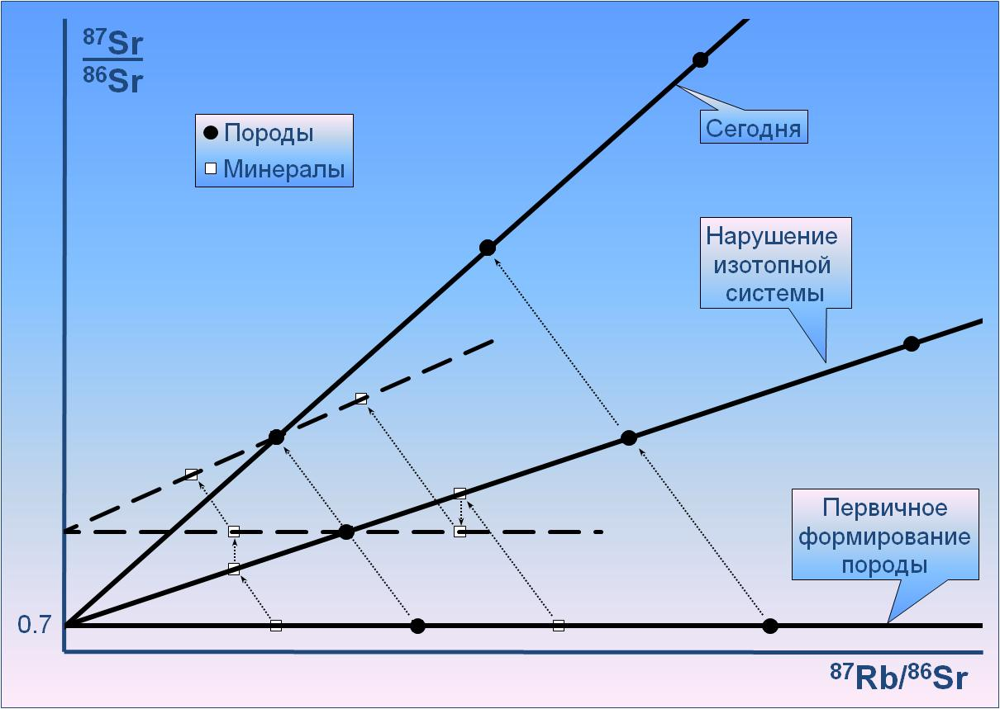 87Sr
86Sr
Породы
Минералы
Сегодня
Нарушение
изотопной
системы
Первичное
формирование
породы
0.7
87Rb/86Sr